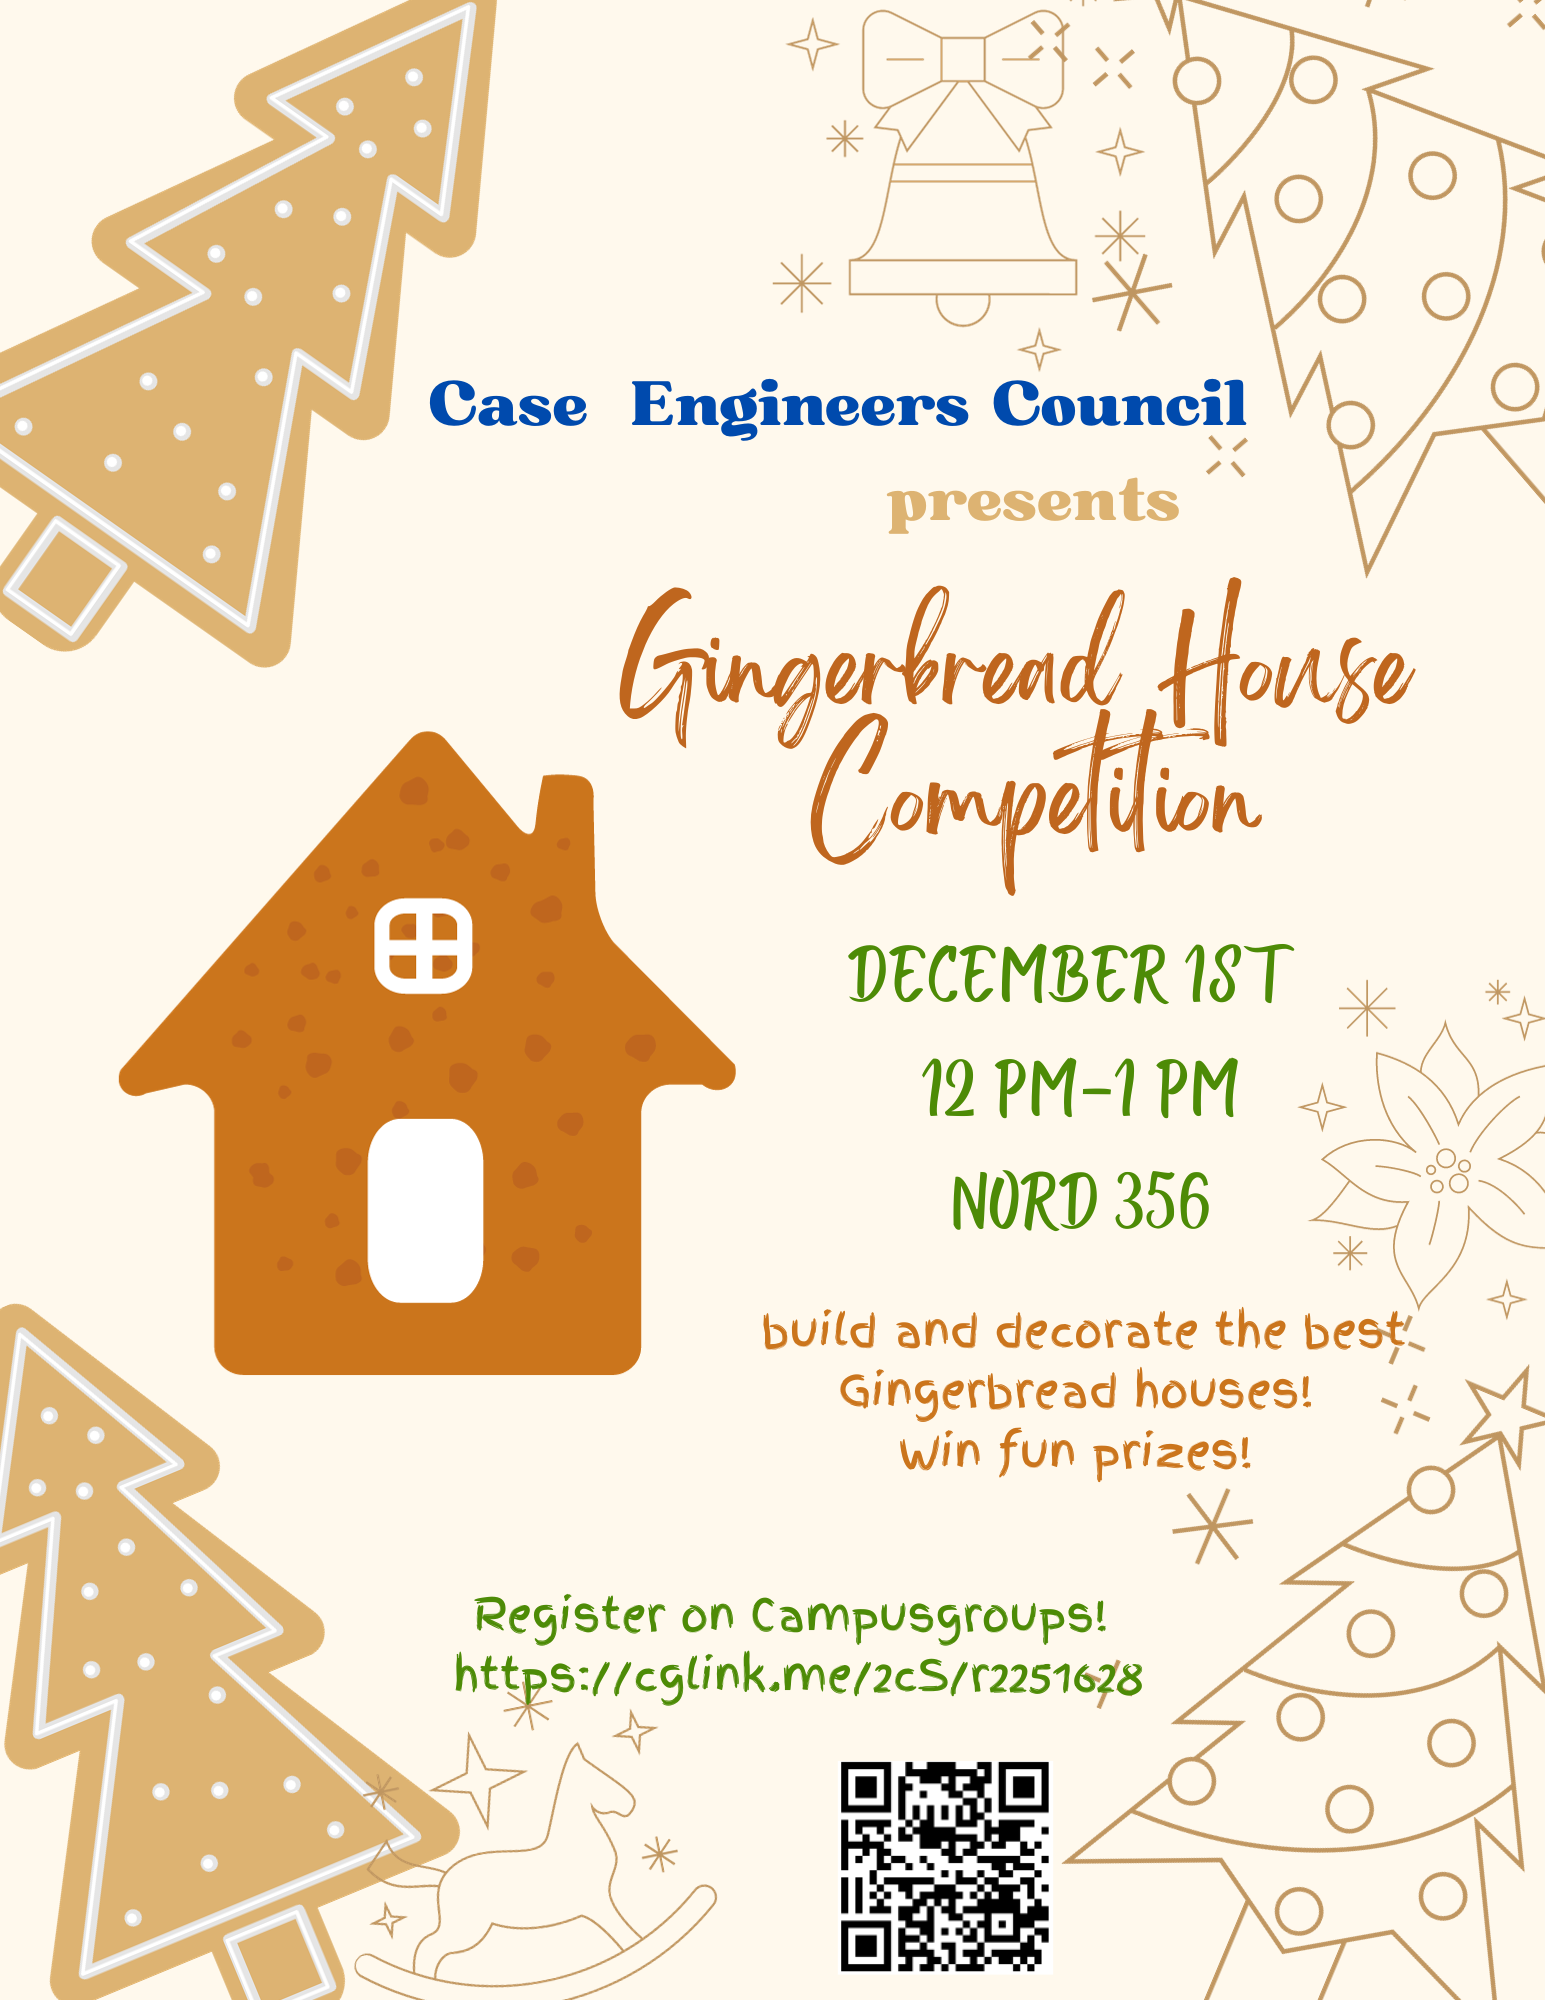 Case Engineers Council
presents
Gingerbread House
Competition
DECEMBER 1ST
12 PM-1 PM
NORD 356
build and decorate the best
Gingerbread houses!
Win fun prizes!
Register on Campusgroups!
https://cglink.me/2cS/r2251628